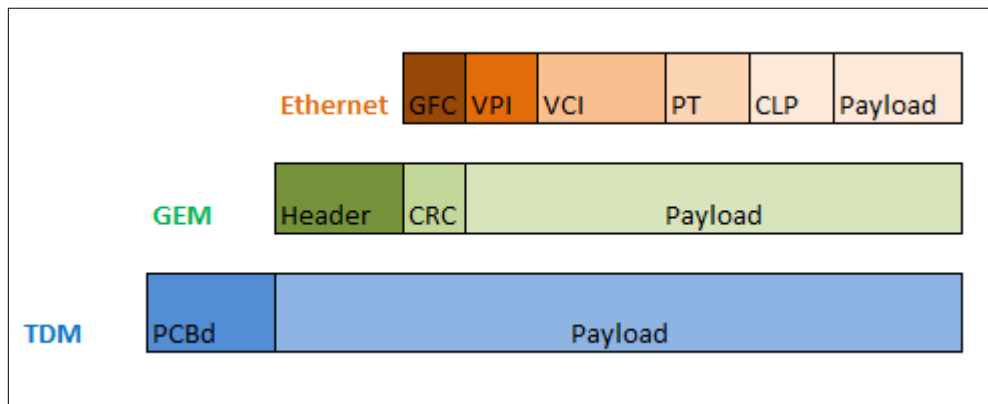 Ethernet GFC VPI VCI PT CLP Payload
GEM Header CRC Payload
TDM PCBd Payload